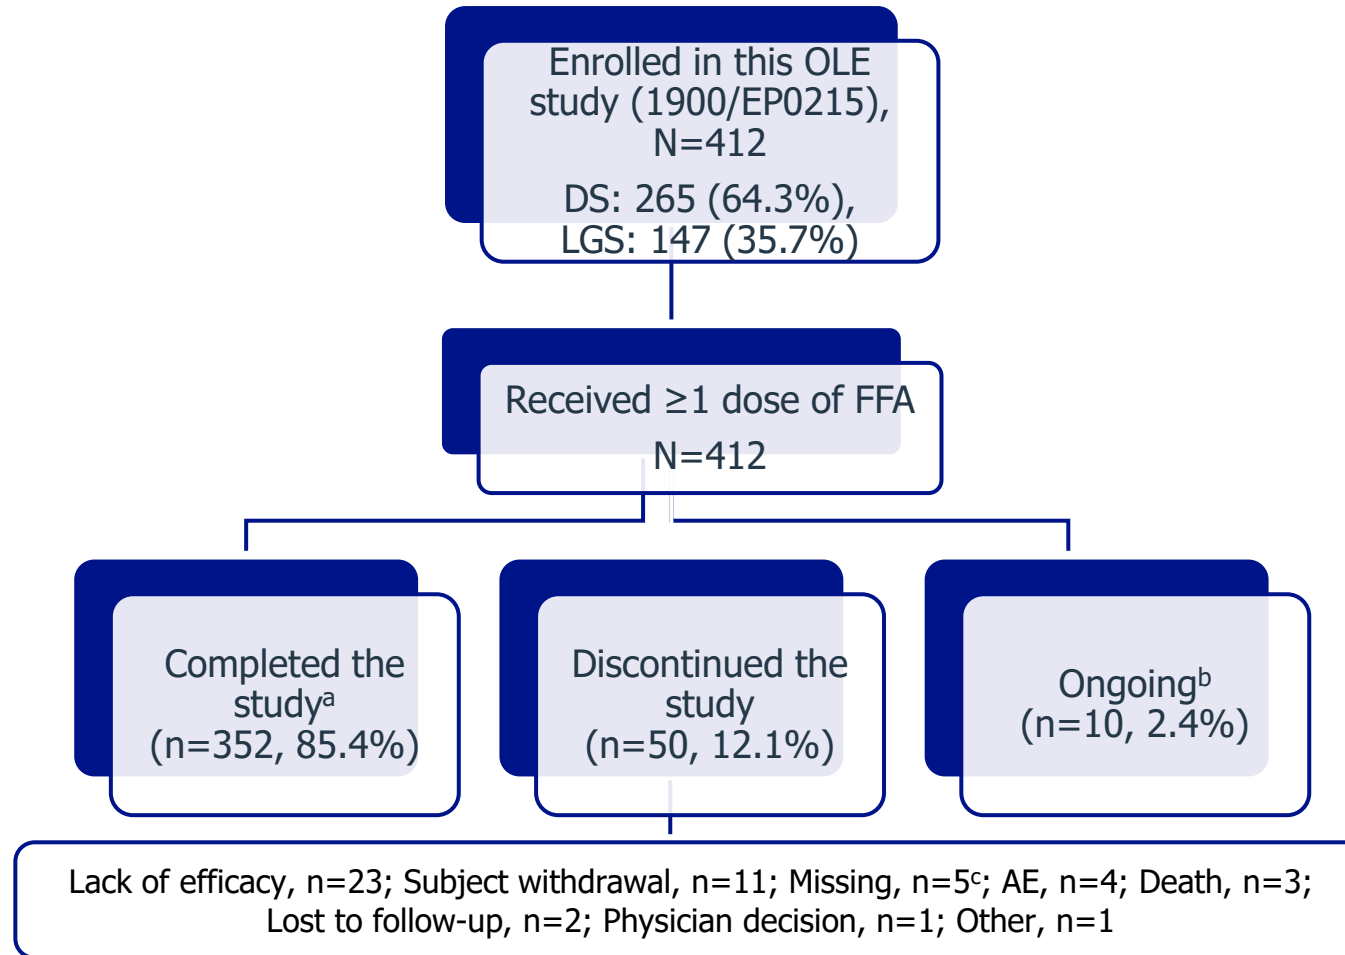 Enrolled in this OLE
study (1900/EP0215),
N=412
DS: 265 (64.3%),
LGS: 147 (35.7%)
Received ≥1 dose of FFA
N=412
Completed the
studyᵃ
(n=352, 85.4%)
Discontinued the
study
(n=50, 12.1%)
Ongoingᵇ
(n=10, 2.4%)
Lack of efficacy, n=23; Subject withdrawal, n=11; Missing, n=5ᶜ; AE, n=4; Death, n=3;
Lost to follow-up, n=2; Physician decision, n=1; Other, n=1